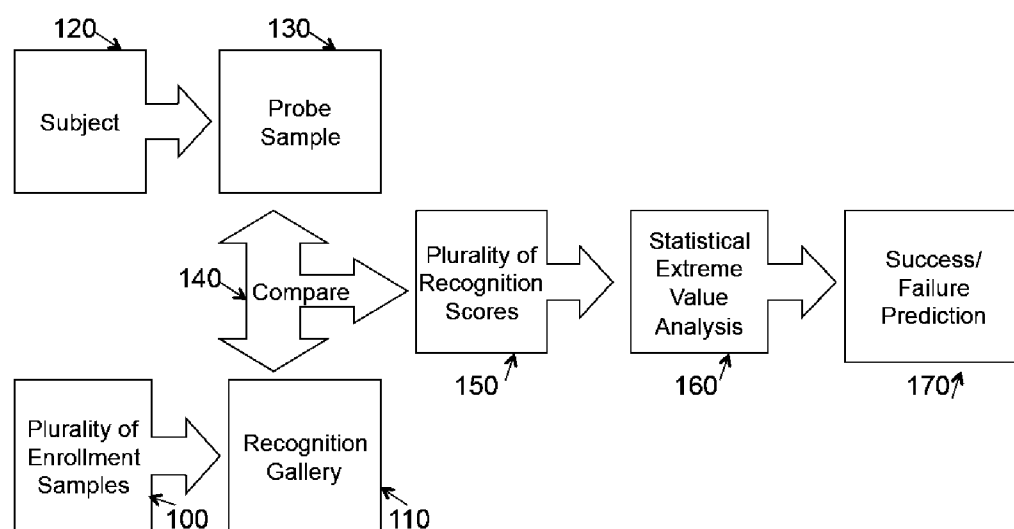 120
130
Subject
Probe
Sample
140
Compare
Plurality of
Recognition
Scores
150
Statistical
Extreme
Value
Analysis
160
Success/
Failure
Prediction
170
Plurality of
Enrollment
Samples
100
Recognition
Gallery
110